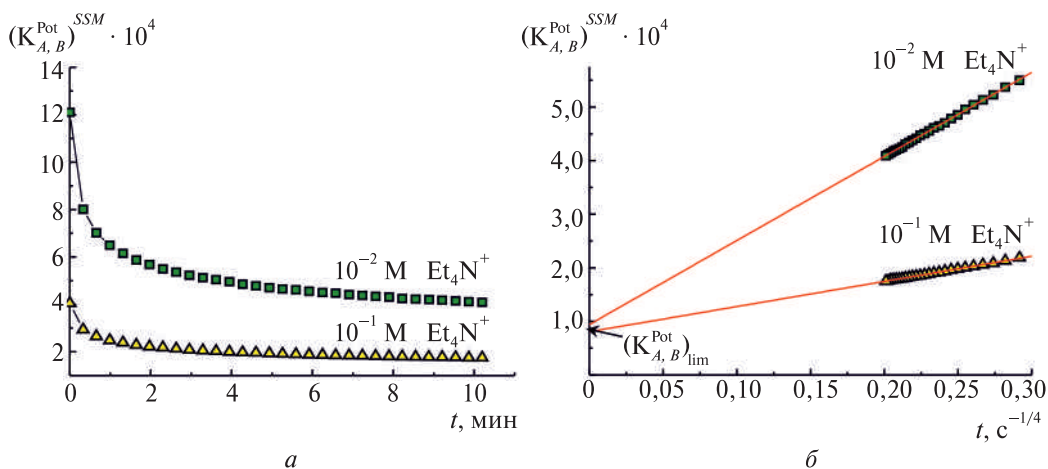 (K^Pot_A, B)^SSM · 10^4
14
12
10
8
6
4
2
10^−2 M Et₄N⁺
10^−1 M Et₄N⁺
0 2 4 6 8 10
t, мин
а
(K^Pot_A, B)^SSM · 10^4
5,0
4,0
3,0
2,0
1,0
10^−2 M Et₄N⁺
10^−1 M Et₄N⁺
(K^Pot_A, B)_lim
0 0,05 0,10 0,15 0,20 0,25 0,30
t, c^−1/4
б